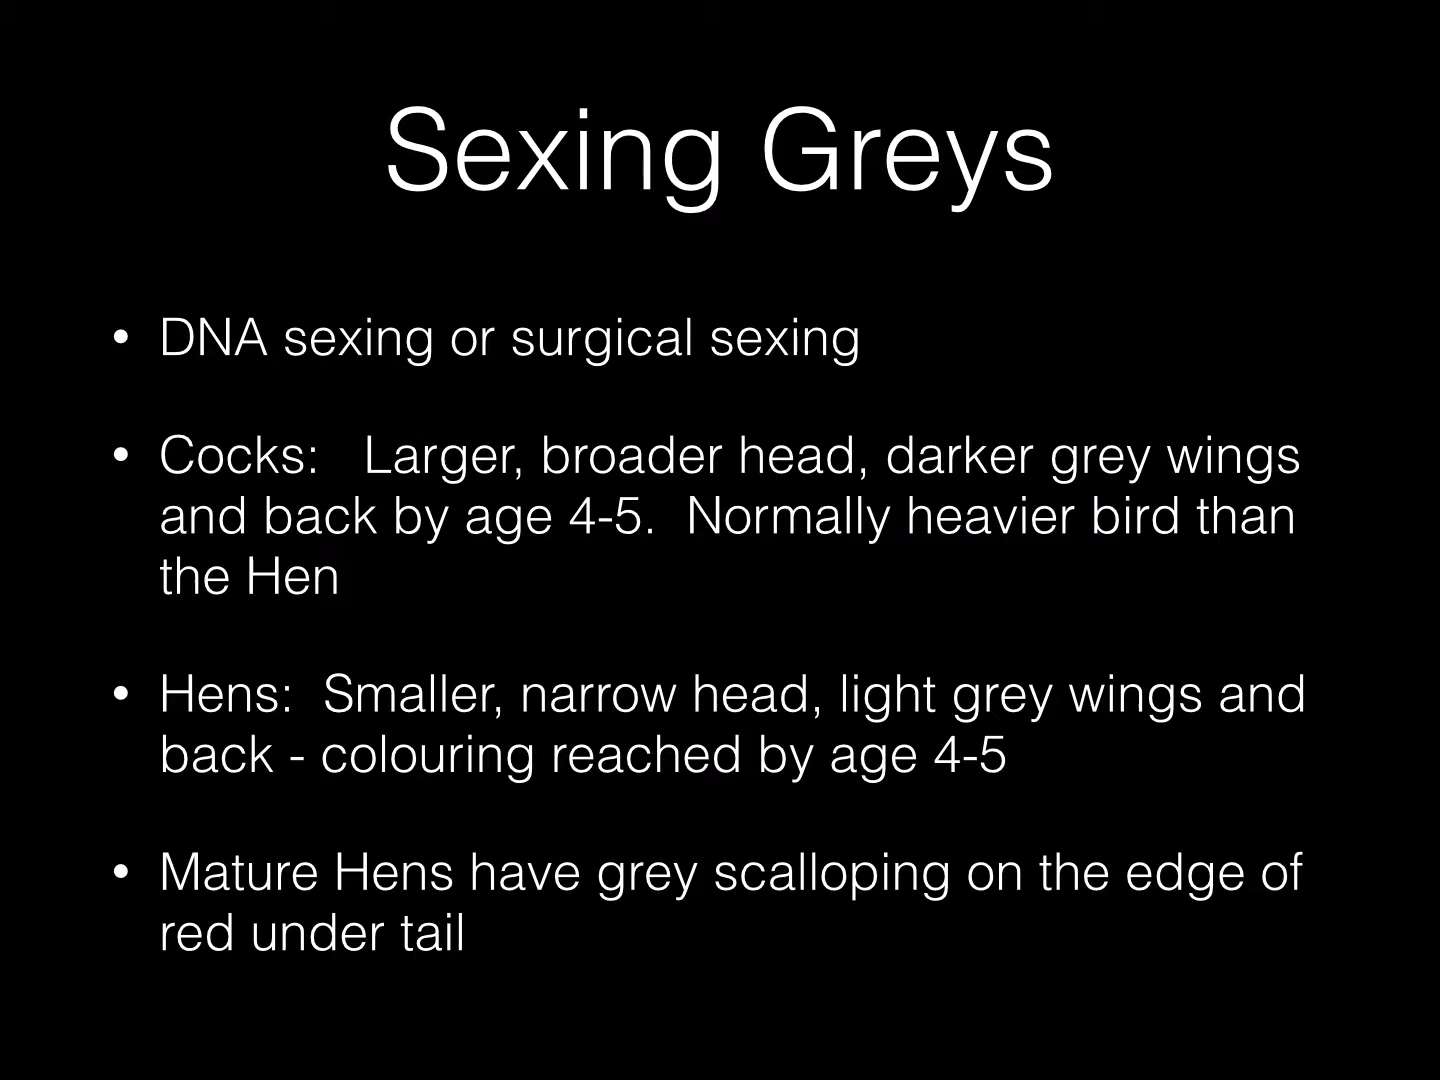 Sexing Greys
• DNA sexing or surgical sexing
• Cocks:   Larger, broader head, darker grey wings
and back by age 4-5.  Normally heavier bird than
the Hen
• Hens:  Smaller, narrow head, light grey wings and
back - colouring reached by age 4-5
• Mature Hens have grey scalloping on the edge of
red under tail